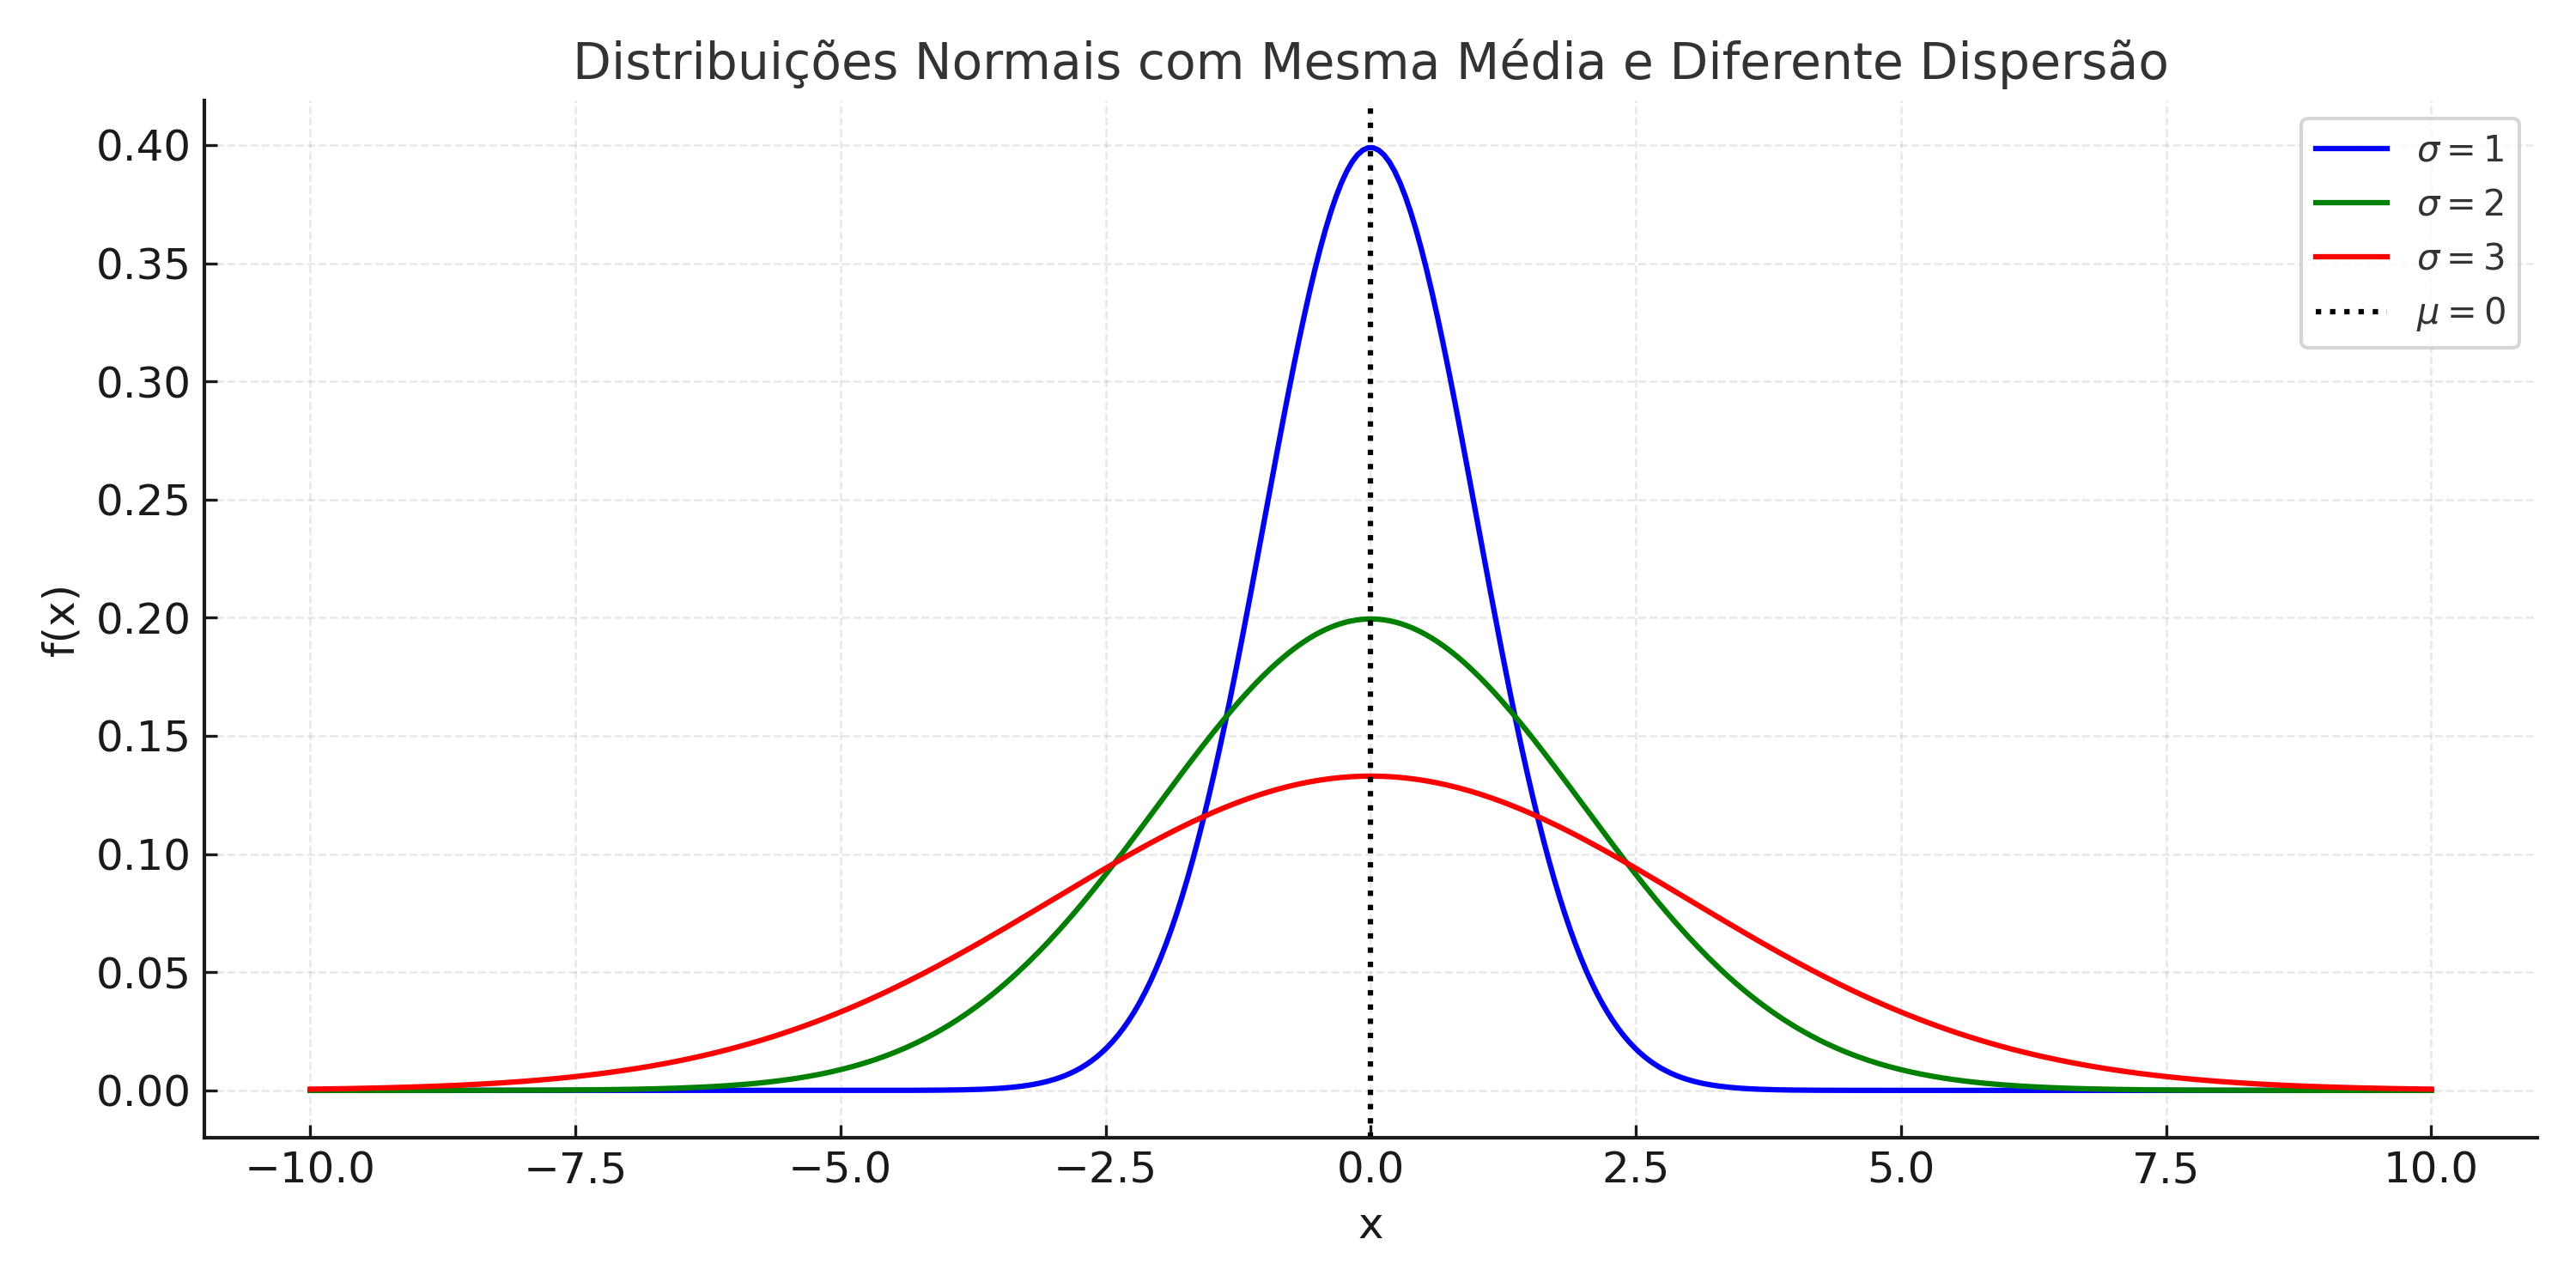 Distribuições Normais com Mesma Média e Diferente Dispersão
σ = 1
σ = 2
σ = 3
μ = 0
0.40
0.35
0.30
0.25
0.20
0.15
0.10
0.05
0.00
f(x)
−10.0 −7.5 −5.0 −2.5 0.0 2.5 5.0 7.5 10.0
x